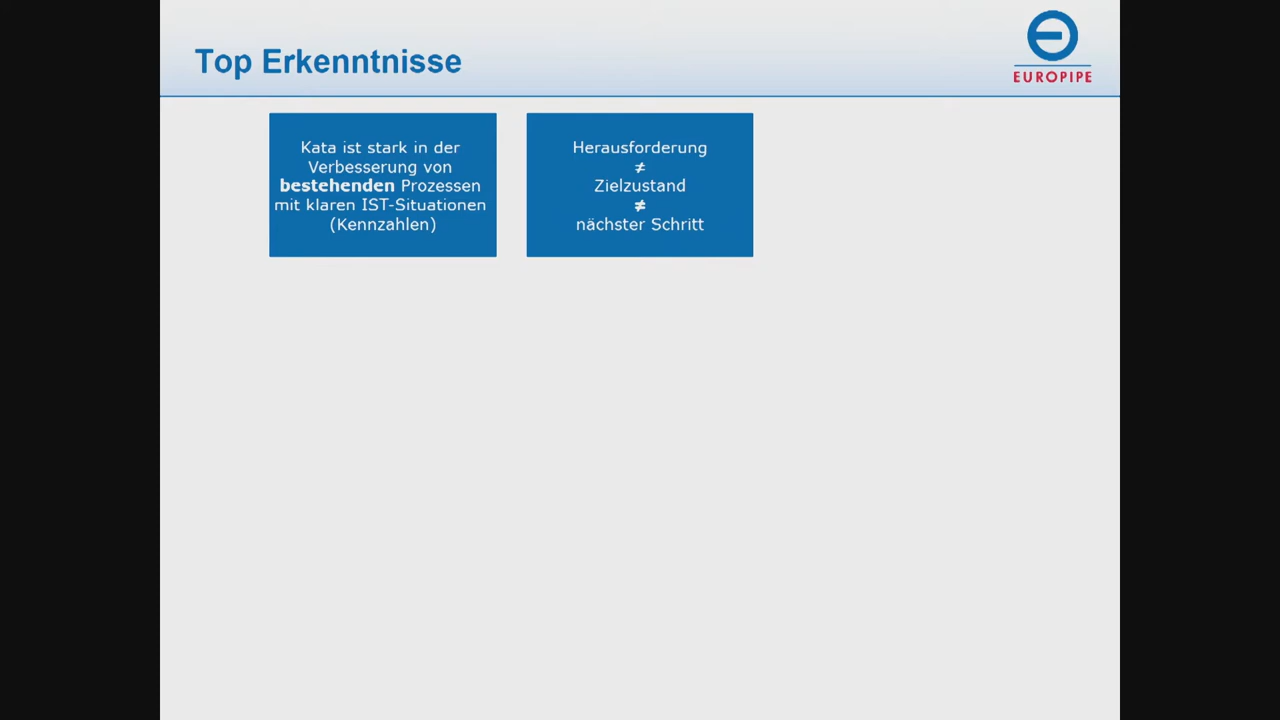 Top Erkenntnisse
EUROPIPE
Kata ist stark in der
Verbesserung von
bestehenden Prozessen
mit klaren IST-Situationen
(Kennzahlen)
Herausforderung
≠
Zielzustand
≠
nächster Schritt